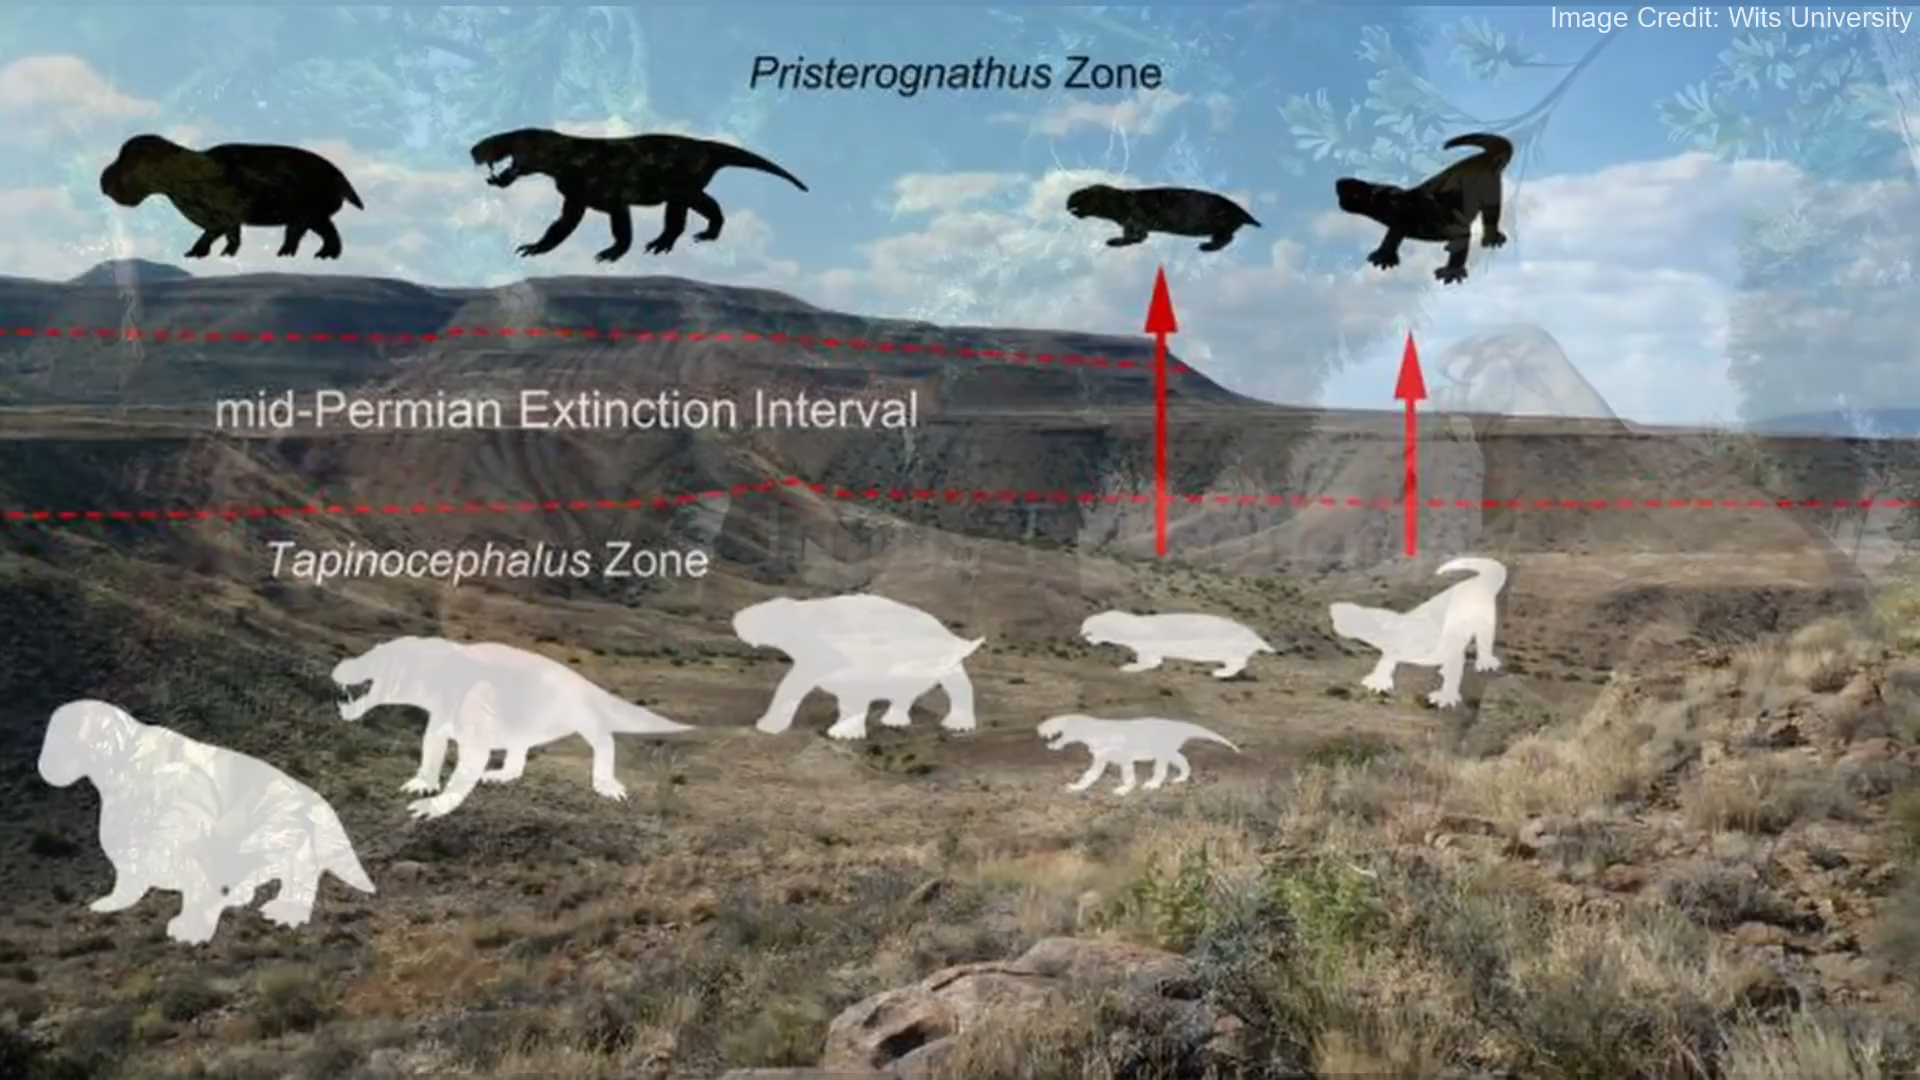 Image Credit: Wits University
Pristerognathus Zone
mid-Permian Extinction Interval
Tapinocephalus Zone